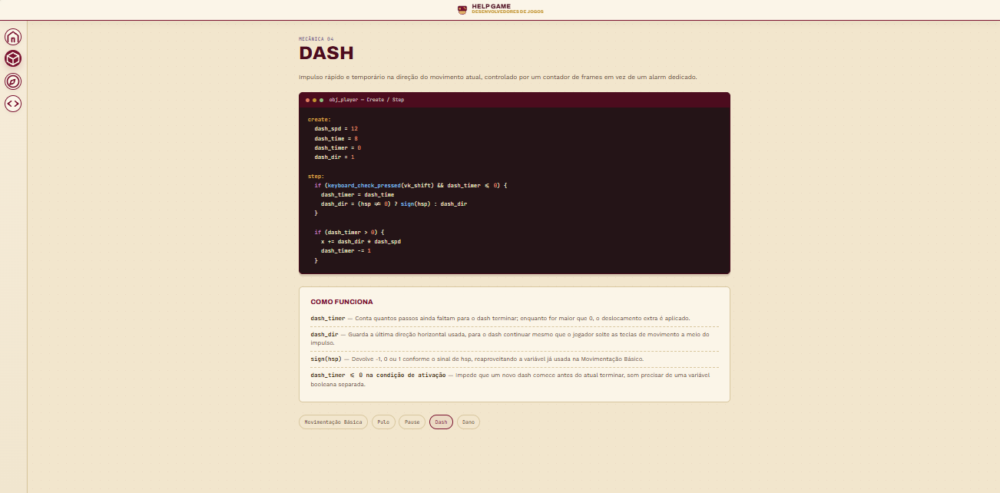 HELP GAME
DESENVOLVEDORES DE JOGOS
MECÂNICA 04
DASH
Impulso rápido e temporário na direção do movimento atual, controlado por um contador de frames em vez de um alarm dedicado.
obj_player — Create / Step
create:
dash_spd = 12
dash_time = 8
dash_timer = 0
dash_dir = 1
step:
if (keyboard_check_pressed(vk_shift) && dash_timer <= 0) {
dash_timer = dash_time
dash_dir = (hsp != 0) ? sign(hsp) : dash_dir
}
if (dash_timer > 0) {
x += dash_dir * dash_spd
dash_timer -= 1
}
COMO FUNCIONA
dash_timer — Conta quantos passos ainda faltam para o dash terminar; enquanto for maior que 0, o deslocamento extra é aplicado.
dash_dir — Guarda a última direção horizontal usada, para o dash continuar mesmo que o jogador solte as teclas de movimento a meio do
impulso.
sign(hsp) — Devolve -1, 0 ou 1 conforme o sinal de hsp, reaproveitando a variável já usada na Movimentação Básico.
dash_timer <= 0 na condição de ativação — Impede que um novo dash comece antes do atual terminar, sem precisar de uma variável
booleana separada.
Movimentação Básica
Pulo
Pause
Dash
Dano